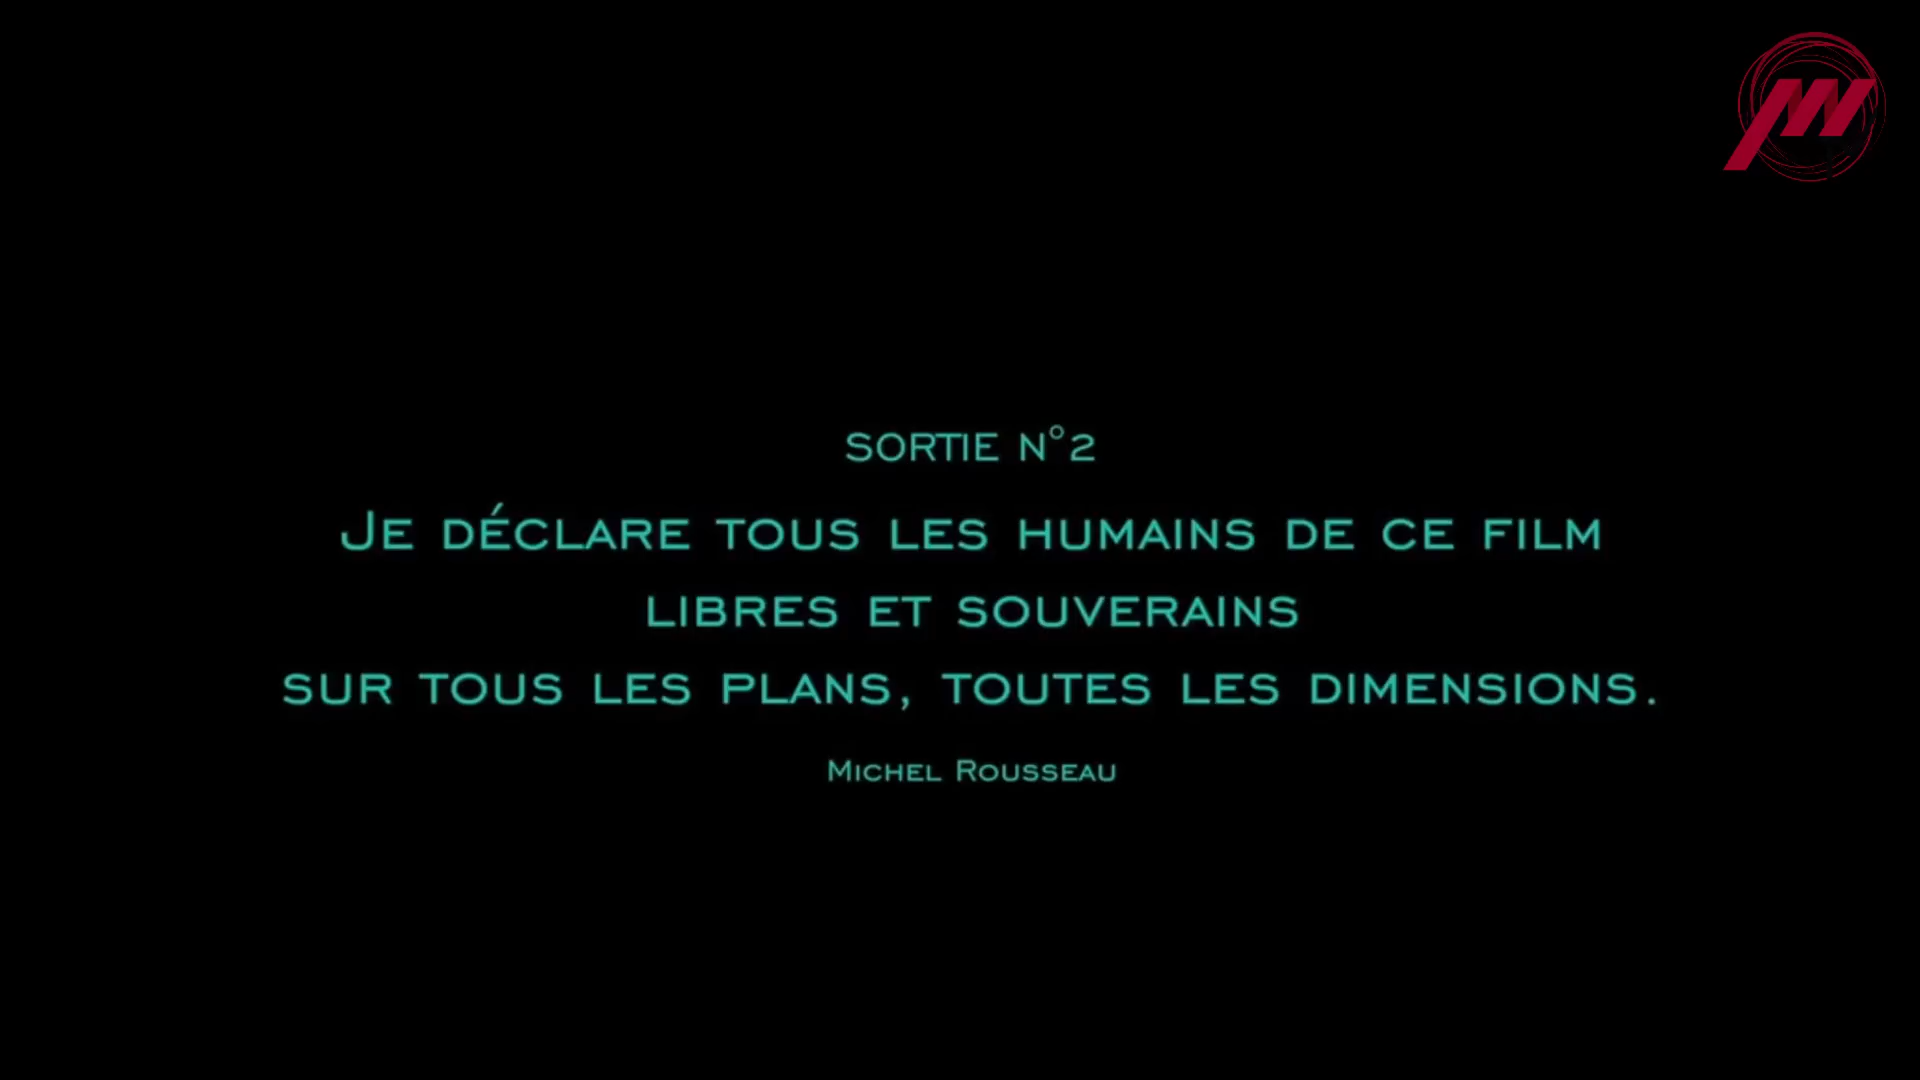 SORTIE N°2
JE DÉCLARE TOUS LES HUMAINS DE CE FILM
LIBRES ET SOUVERAINS
SUR TOUS LES PLANS, TOUTES LES DIMENSIONS.
MICHEL ROUSSEAU